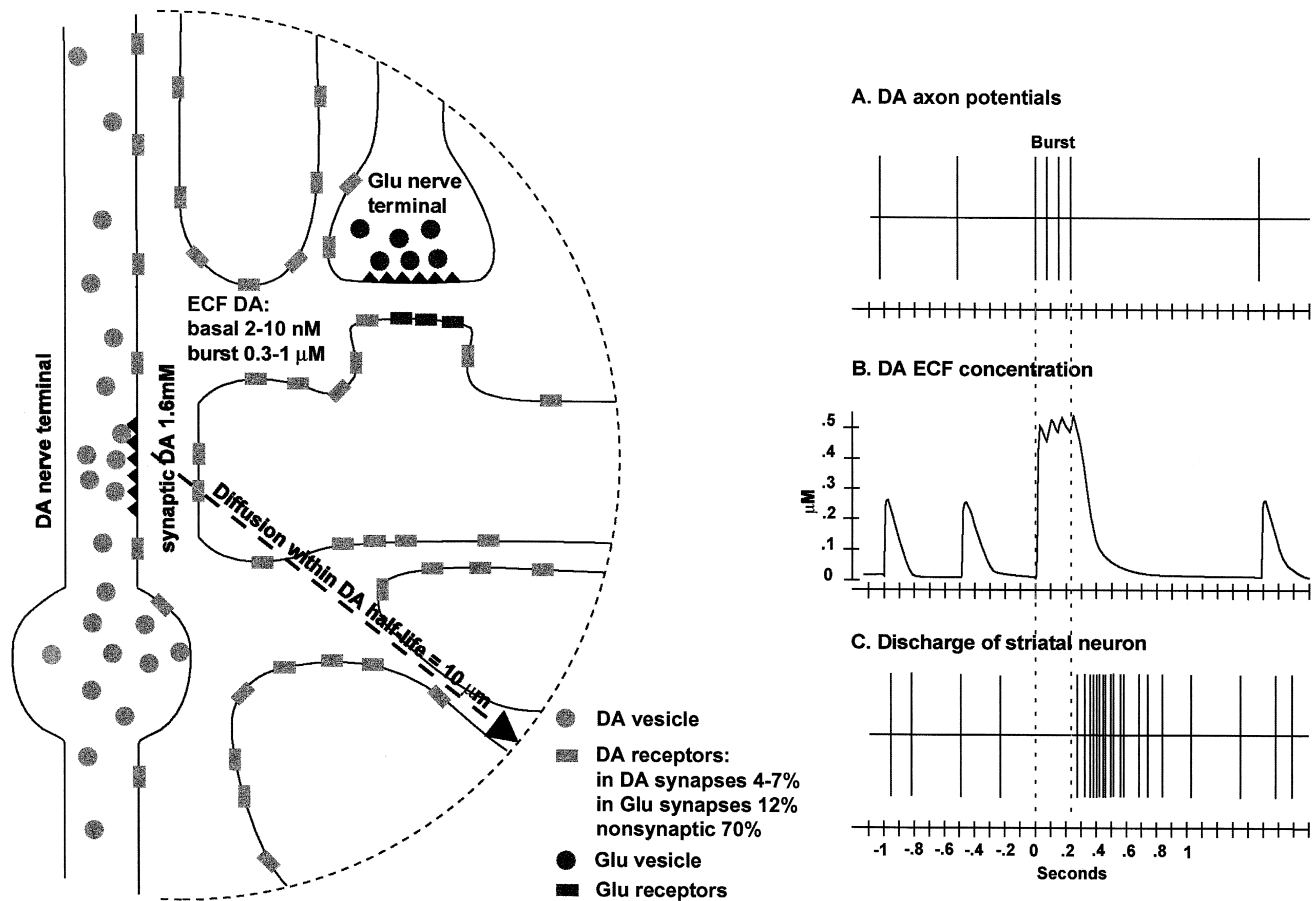 Glu nerve
terminal
ECF DA:
basal 2-10 nM
burst 0.3-1 μM
DA nerve terminal
synaptic DA 1.6mM
Diffusion within DA half-life = 10 μm
DA vesicle
DA receptors:
in DA synapses 4-7%
in Glu synapses 12%
nonsynaptic 70%
Glu vesicle
Glu receptors
A. DA axon potentials
Burst
B. DA ECF concentration
μM
.5
.4
.3
.2
.1
0
C. Discharge of striatal neuron
-1 -.8 -.6 -.4 -.2 0 .2 .4 .6 .8 1
Seconds